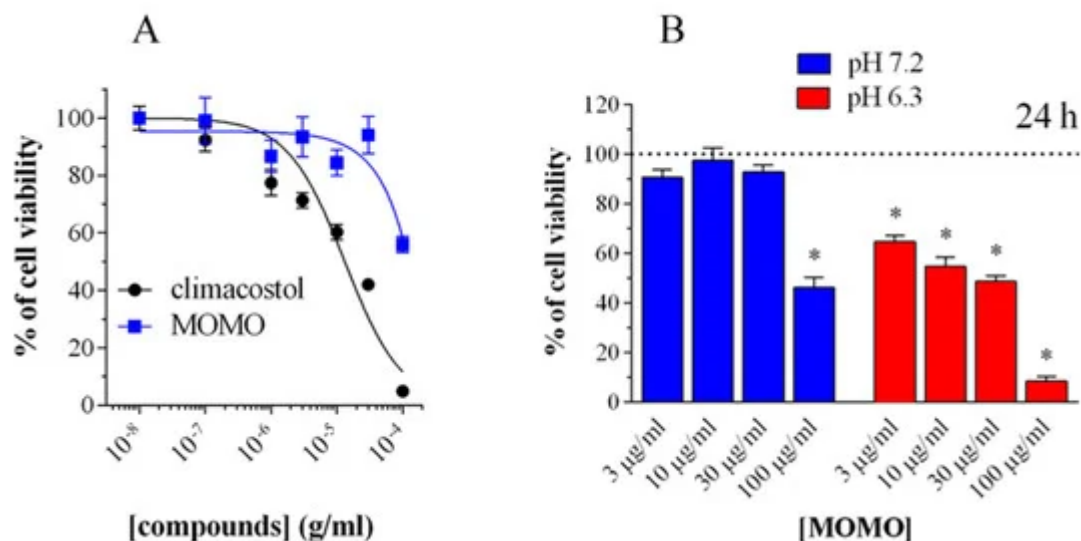 A
% of cell viability
100
80
60
40
20
0
climacostol
MOMO
10-8
10-7
10-6
10-5
10-4
[compounds] (g/ml)
B
pH 7.2
pH 6.3
24 h
% of cell viability
120
100
80
60
40
20
0
*
*
*
*
*
3 µg/ml
10 µg/ml
30 µg/ml
100 µg/ml
3 µg/ml
10 µg/ml
30 µg/ml
100 µg/ml
[MOMO]